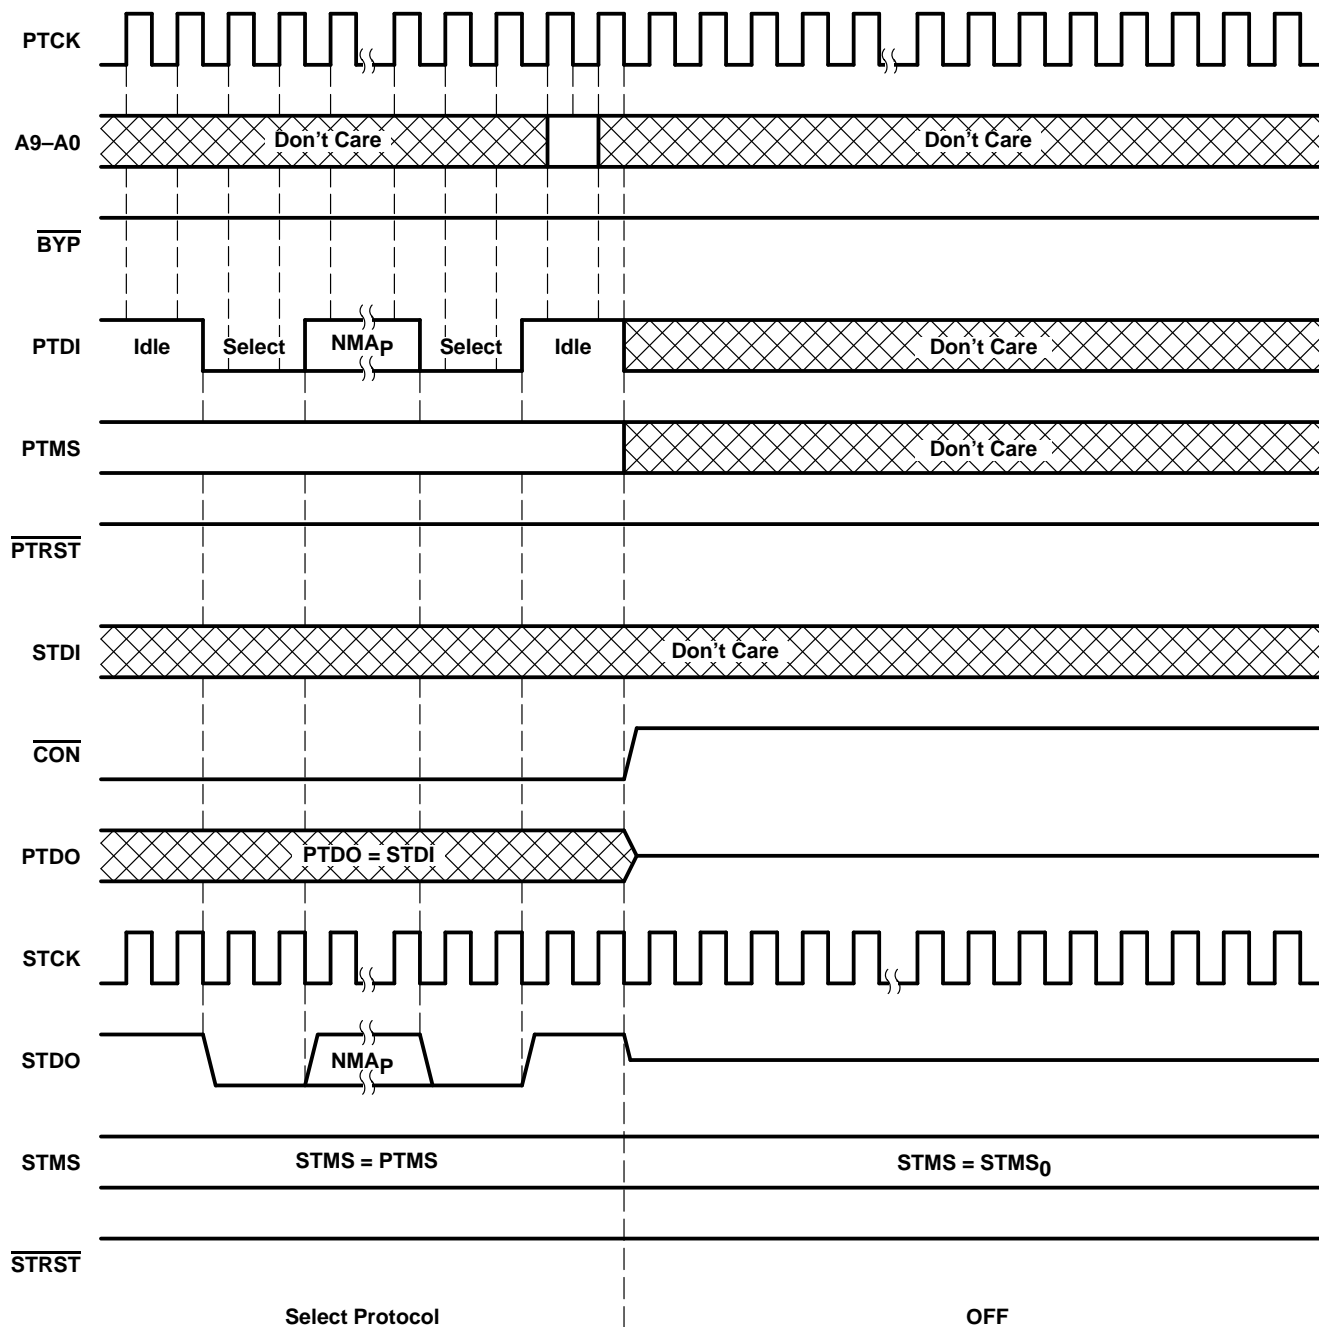 PTCK
A9–A0
Don't Care
Don't Care
BYP
PTDI
Idle
Select
NMAP
Select
Idle
Don't Care
PTMS
Don't Care
PTRST
STDI
Don't Care
CON
PTDO
PTDO = STDI
STCK
STDO
NMAP
STMS
STMS = PTMS
STMS = STMS0
STRST
Select Protocol
OFF